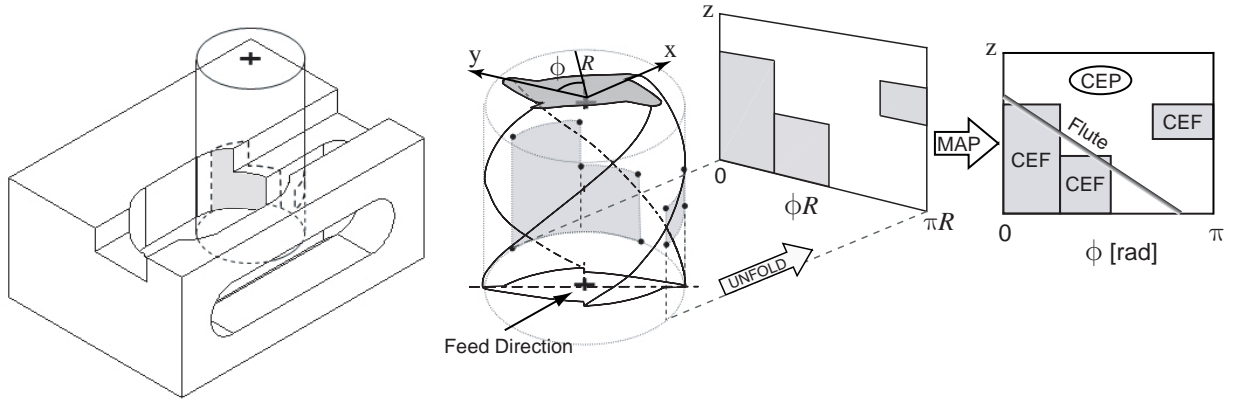 y
ϕ
R
x
Feed Direction
z
0
ϕR
πR
UNFOLD
MAP
z
CEP
Flute
CEF
CEF
CEF
0
π
ϕ [rad]